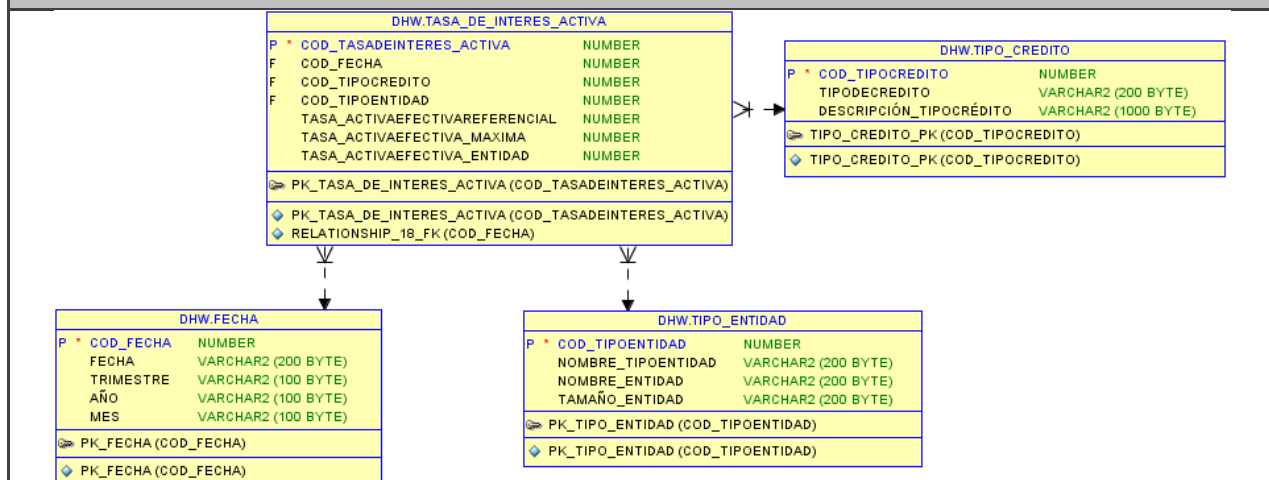 DHW.TASA_DE_INTERES_ACTIVA
P * COD_TASADEINTERES_ACTIVA NUMBER
F COD_FECHA NUMBER
F COD_TIPOCREDITO NUMBER
F COD_TIPOENTIDAD NUMBER
TASA_ACTIVAEFECTIVAREFERENCIAL NUMBER
TASA_ACTIVAEFECTIVA_MAXIMA NUMBER
TASA_ACTIVAEFECTIVA_ENTIDAD NUMBER
PK_TASA_DE_INTERES_ACTIVA (COD_TASADEINTERES_ACTIVA)
PK_TASA_DE_INTERES_ACTIVA (COD_TASADEINTERES_ACTIVA)
RELATIONSHIP_18_FK (COD_FECHA)
DHW.TIPO_CREDITO
P * COD_TIPOCREDITO NUMBER
TIPODECREDITO VARCHAR2 (200 BYTE)
DESCRIPCIÓN_TIPOCRÉDITO VARCHAR2 (1000 BYTE)
TIPO_CREDITO_PK (COD_TIPOCREDITO)
TIPO_CREDITO_PK (COD_TIPOCREDITO)
DHW.FECHA
P * COD_FECHA NUMBER
FECHA VARCHAR2 (200 BYTE)
TRIMESTRE VARCHAR2 (100 BYTE)
AÑO VARCHAR2 (100 BYTE)
MES VARCHAR2 (100 BYTE)
PK_FECHA (COD_FECHA)
PK_FECHA (COD_FECHA)
DHW.TIPO_ENTIDAD
P * COD_TIPOENTIDAD NUMBER
NOMBRE_TIPOENTIDAD VARCHAR2 (200 BYTE)
NOMBRE_ENTIDAD VARCHAR2 (200 BYTE)
TAMAÑO_ENTIDAD VARCHAR2 (200 BYTE)
PK_TIPO_ENTIDAD (COD_TIPOENTIDAD)
PK_TIPO_ENTIDAD (COD_TIPOENTIDAD)